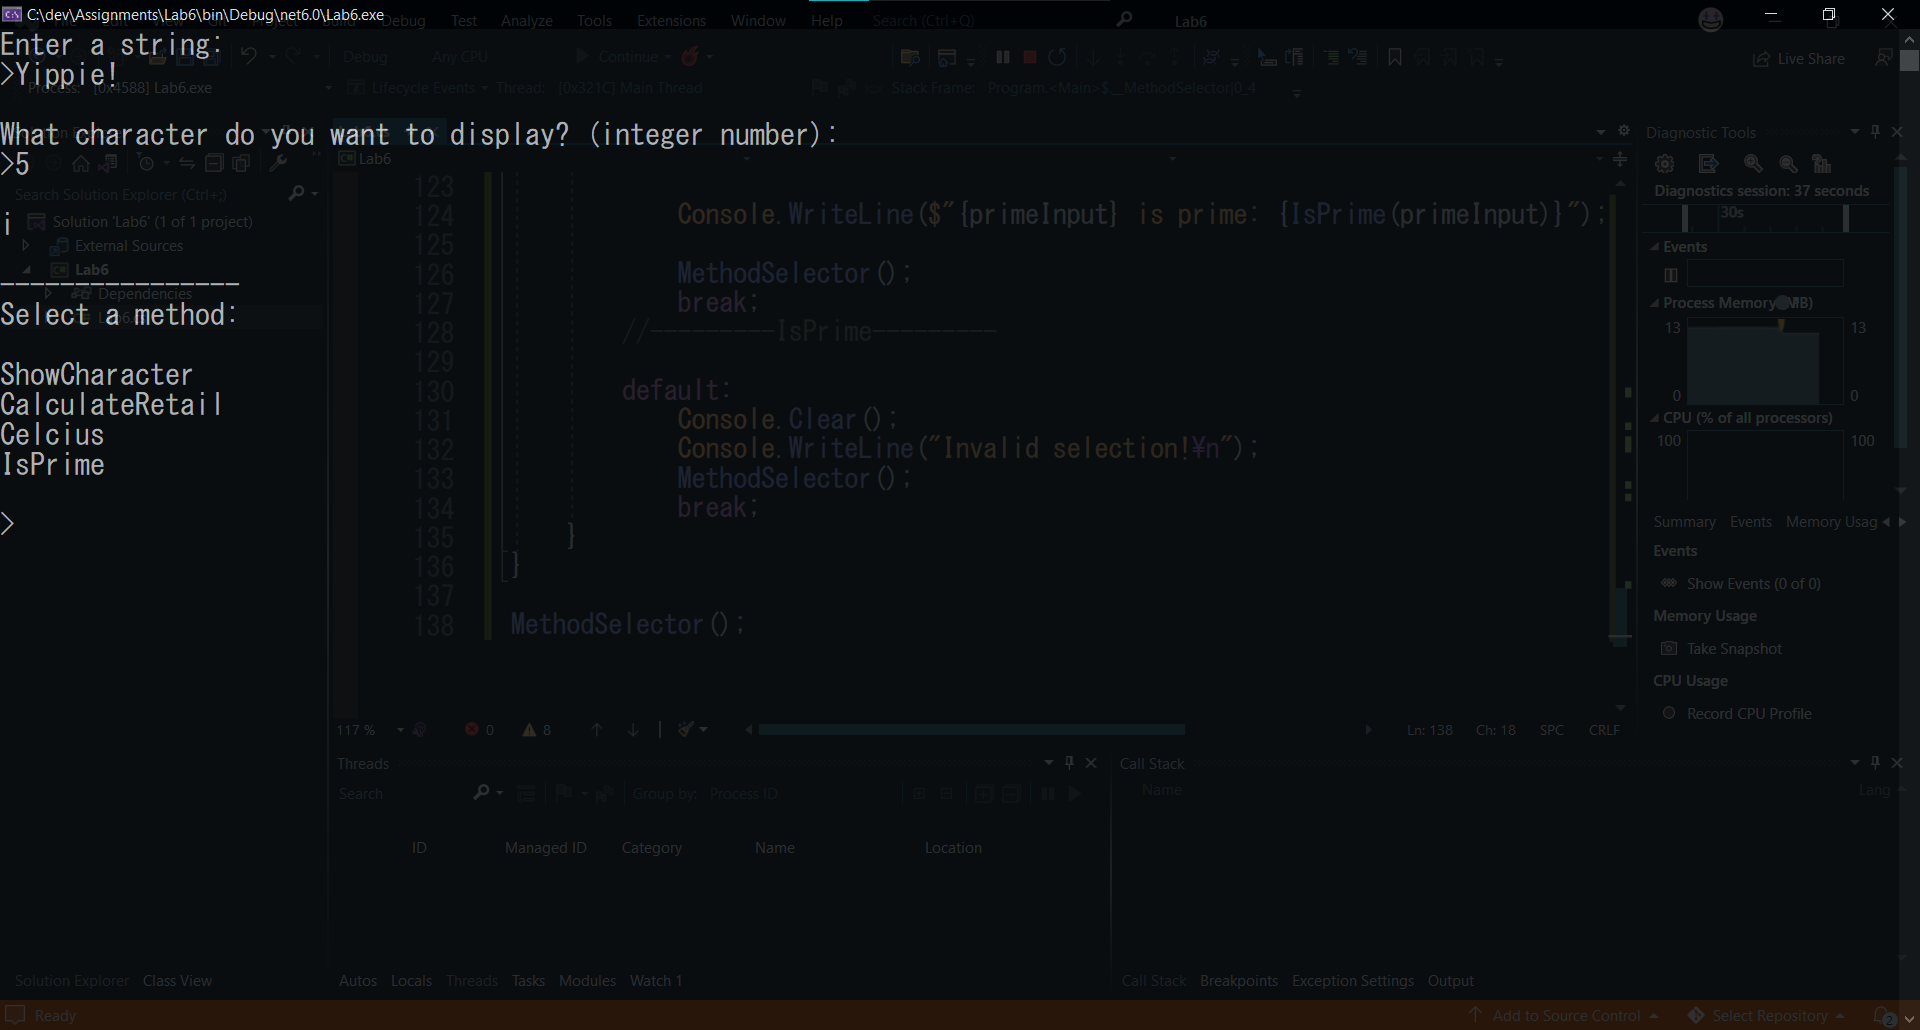 C:\dev\Assignments\Lab6\bin\Debug\net6.0\Lab6.exe
Debug Test Analyze Tools Extensions Window Help Search (Ctrl+Q) Lab6
Enter a string:
Debug Any CPU Continue Live Share
>Yippie!
Process: [0x4588] Lab6.exe Lifecycle Events Thread: [0x321C] Main Thread Stack Frame: Program.<Main>$.__MethodSelector|0_4
What character do you want to display? (integer number):
>5
i
---------------
Select a method:
ShowCharacter
CalculateRetail
Celcius
IsPrime
>
Search Solution Explorer (Ctrl+;)
Solution 'Lab6' (1 of 1 project)
External Sources
Lab6
Dependencies
Solution Explorer Class View
Lab6
123
124 Console.WriteLine($"{primeInput} is prime: {IsPrime(primeInput)}");
125
126 MethodSelector();
127 break;
128 //---------IsPrime---------
129
130 default:
131 Console.Clear();
132 Console.WriteLine("Invalid selection!¥n");
133 MethodSelector();
134 break;
135 }
136 }
137
138 MethodSelector();
117 % 0 8 Ln: 138 Ch: 18 SPC CRLF
Diagnostic Tools
Diagnostics session: 37 seconds
30s
Events
Process Memory (MB)
13 13
0 0
CPU (% of all processors)
100 100
Summary Events Memory Usag
Events
Show Events (0 of 0)
Memory Usage
Take Snapshot
CPU Usage
Record CPU Profile
Threads
Search Group by: Process ID
ID Managed ID Category Name Location
Autos Locals Threads Tasks Modules Watch 1
Call Stack
Name Lang
Call Stack Breakpoints Exception Settings Output
Ready Add to Source Control Select Repository 2